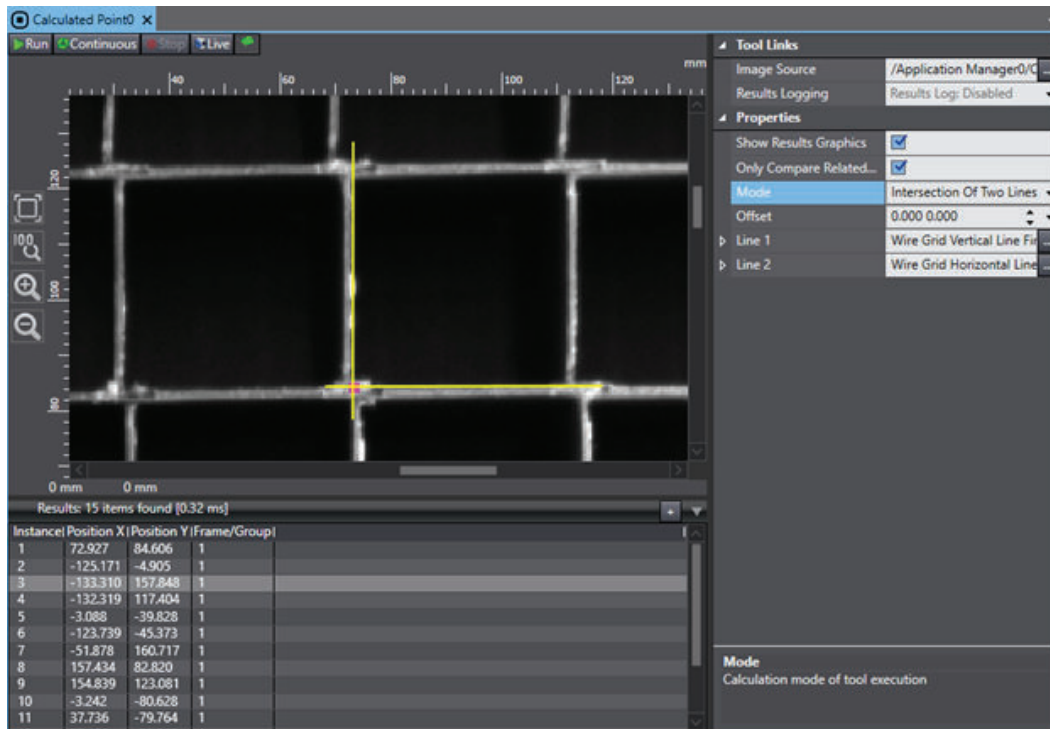 Calculated Point0
Run Continuous Stop Live
mm
40 60 80 100 120
120
100
80
0 mm 0 mm
Tool Links
Image Source /Application Manager0/C
Results Logging Results Log: Disabled
Properties
Show Results Graphics
Only Compare Related...
Mode Intersection Of Two Lines
Offset 0.000 0.000
Line 1 Wire Grid Vertical Line Fir
Line 2 Wire Grid Horizontal Line
100
Results: 15 items found [0.32 ms]
Instance Position X Position Y Frame/Group
1 72.927 84.606 1
2 -125.171 -4.905 1
3 -133.310 157.848 1
4 -132.319 117.404 1
5 -3.088 -39.828 1
6 -123.739 -45.373 1
7 -51.878 160.717 1
8 157.434 82.820 1
9 154.839 123.081 1
10 -3.242 -80.628 1
11 37.736 -79.764 1
Mode
Calculation mode of tool execution